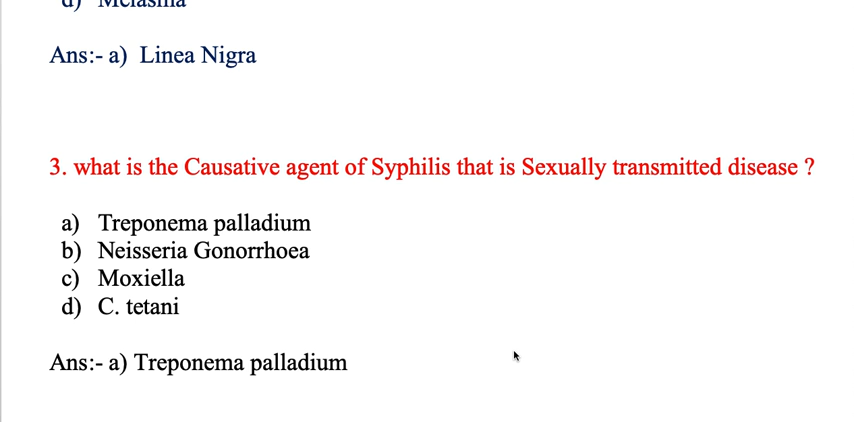 d) Melasma
Ans:- a) Linea Nigra
3. what is the Causative agent of Syphilis that is Sexually transmitted disease ?
a) Treponema palladium
b) Neisseria Gonorrhoea
c) Moxiella
d) C. tetani
Ans:- a) Treponema palladium